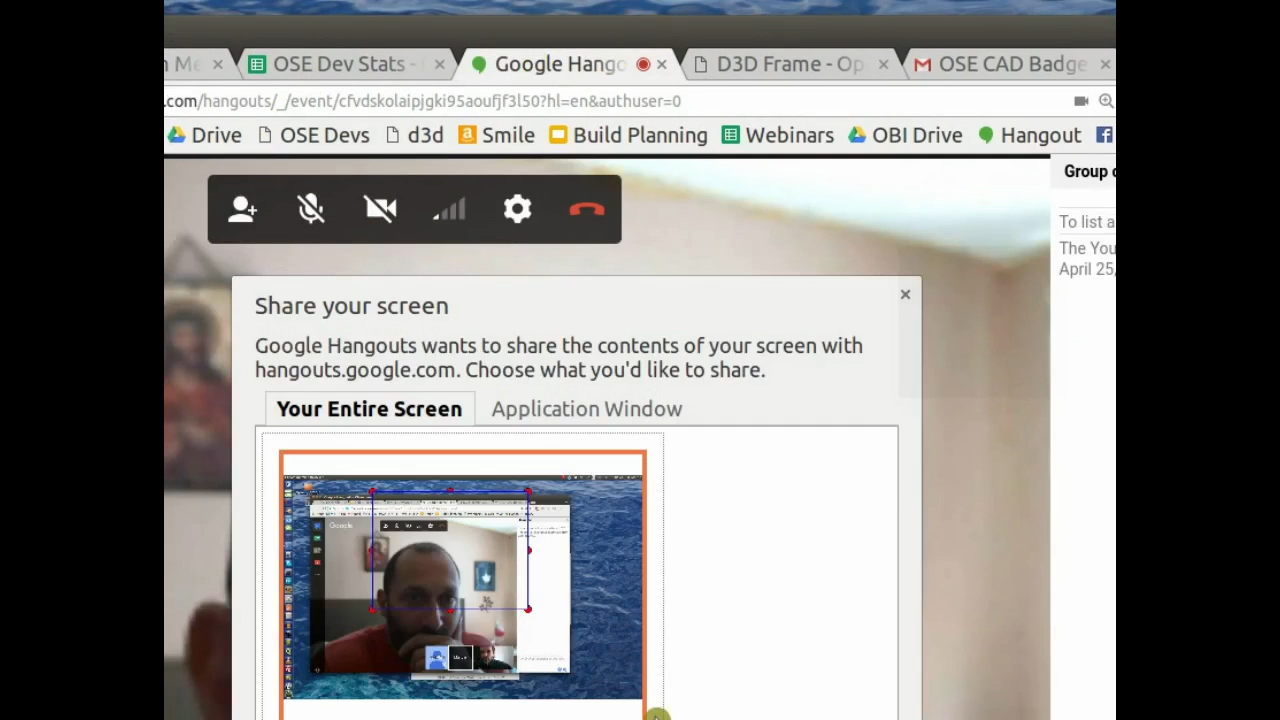 OSE Dev Stats -
Google Hango
D3D Frame - Op
OSE CAD Badge
.com/hangouts/_/event/cfvdskolaipjgki95aoufjf3l50?hl=en&authuser=0
Drive OSE Devs d3d Smile Build Planning Webinars OBI Drive Hangout
Group
To list a
The You
April 25,
Share your screen
Google Hangouts wants to share the contents of your screen with
hangouts.google.com. Choose what you'd like to share.
Your Entire Screen Application Window
Google